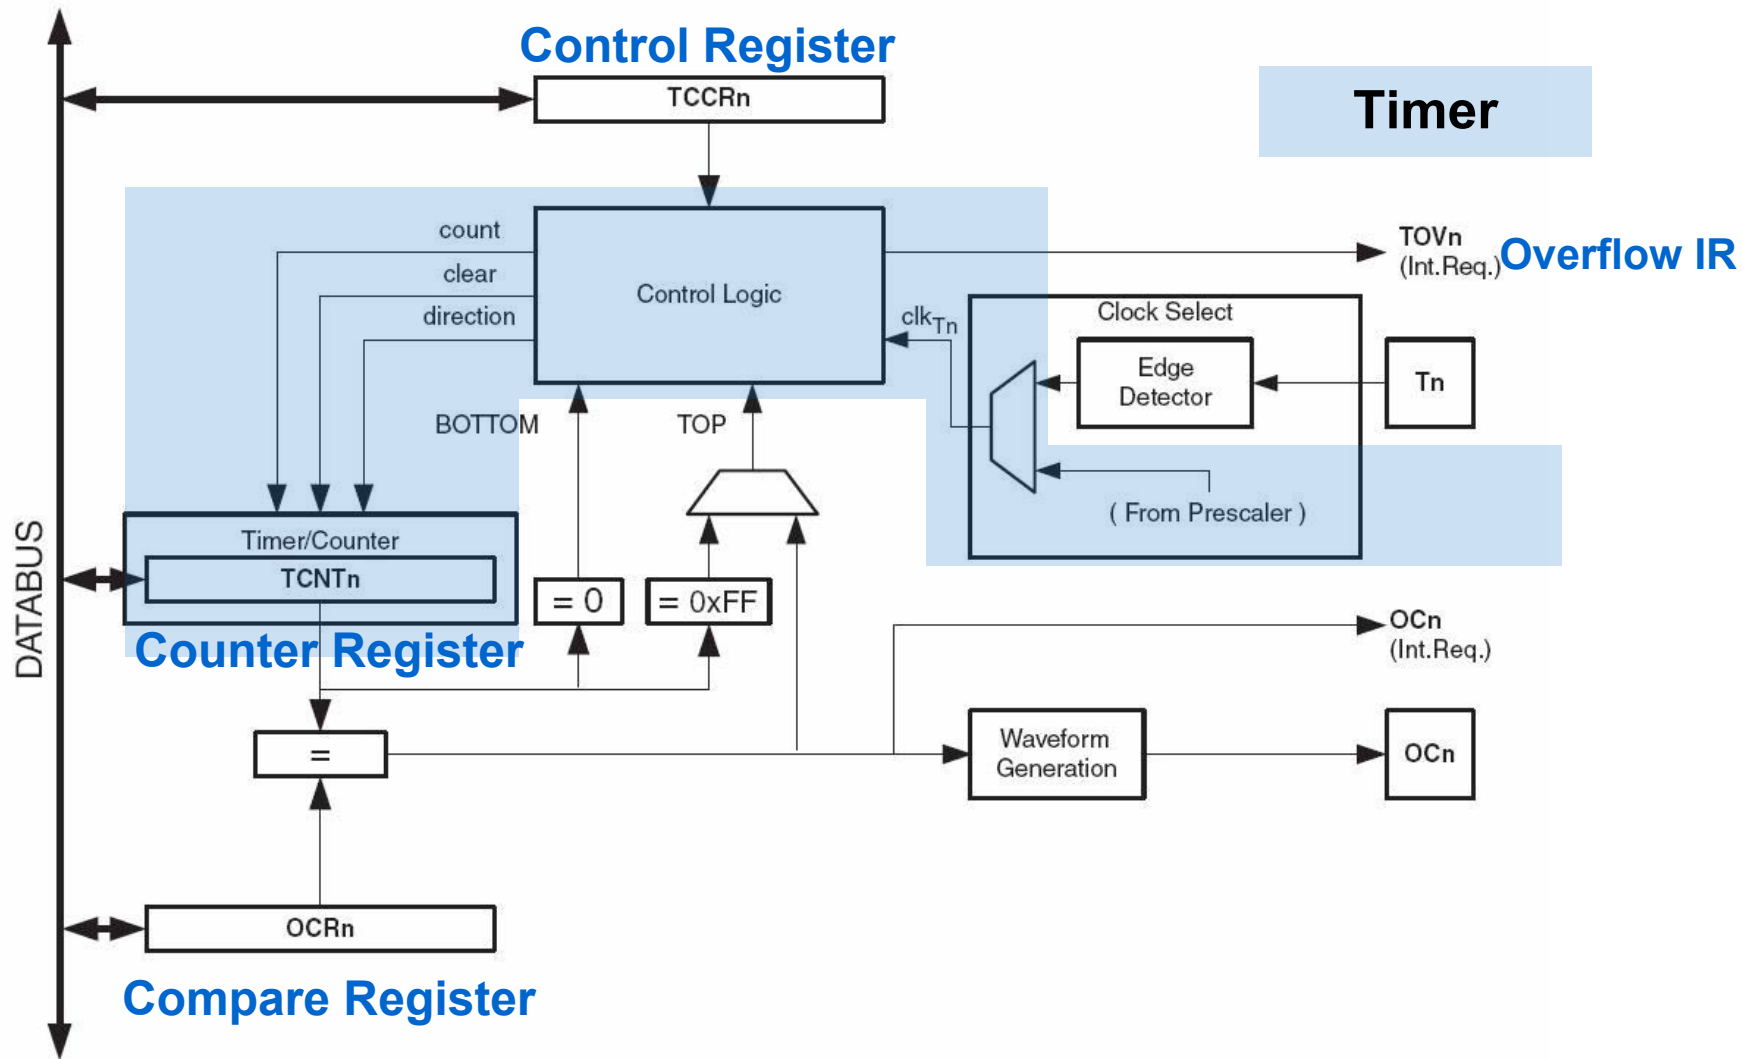 Control Register
TCCRn
Timer
count
clear
direction
Control Logic
clkTn
TOVn
(Int.Req.)
Overflow IR
Clock Select
Edge
Detector
Tn
BOTTOM
TOP
( From Prescaler )
Timer/Counter
TCNTn
= 0
= 0xFF
Counter Register
DATABUS
OCn
(Int.Req.)
=
Waveform
Generation
OCn
OCRn
Compare Register